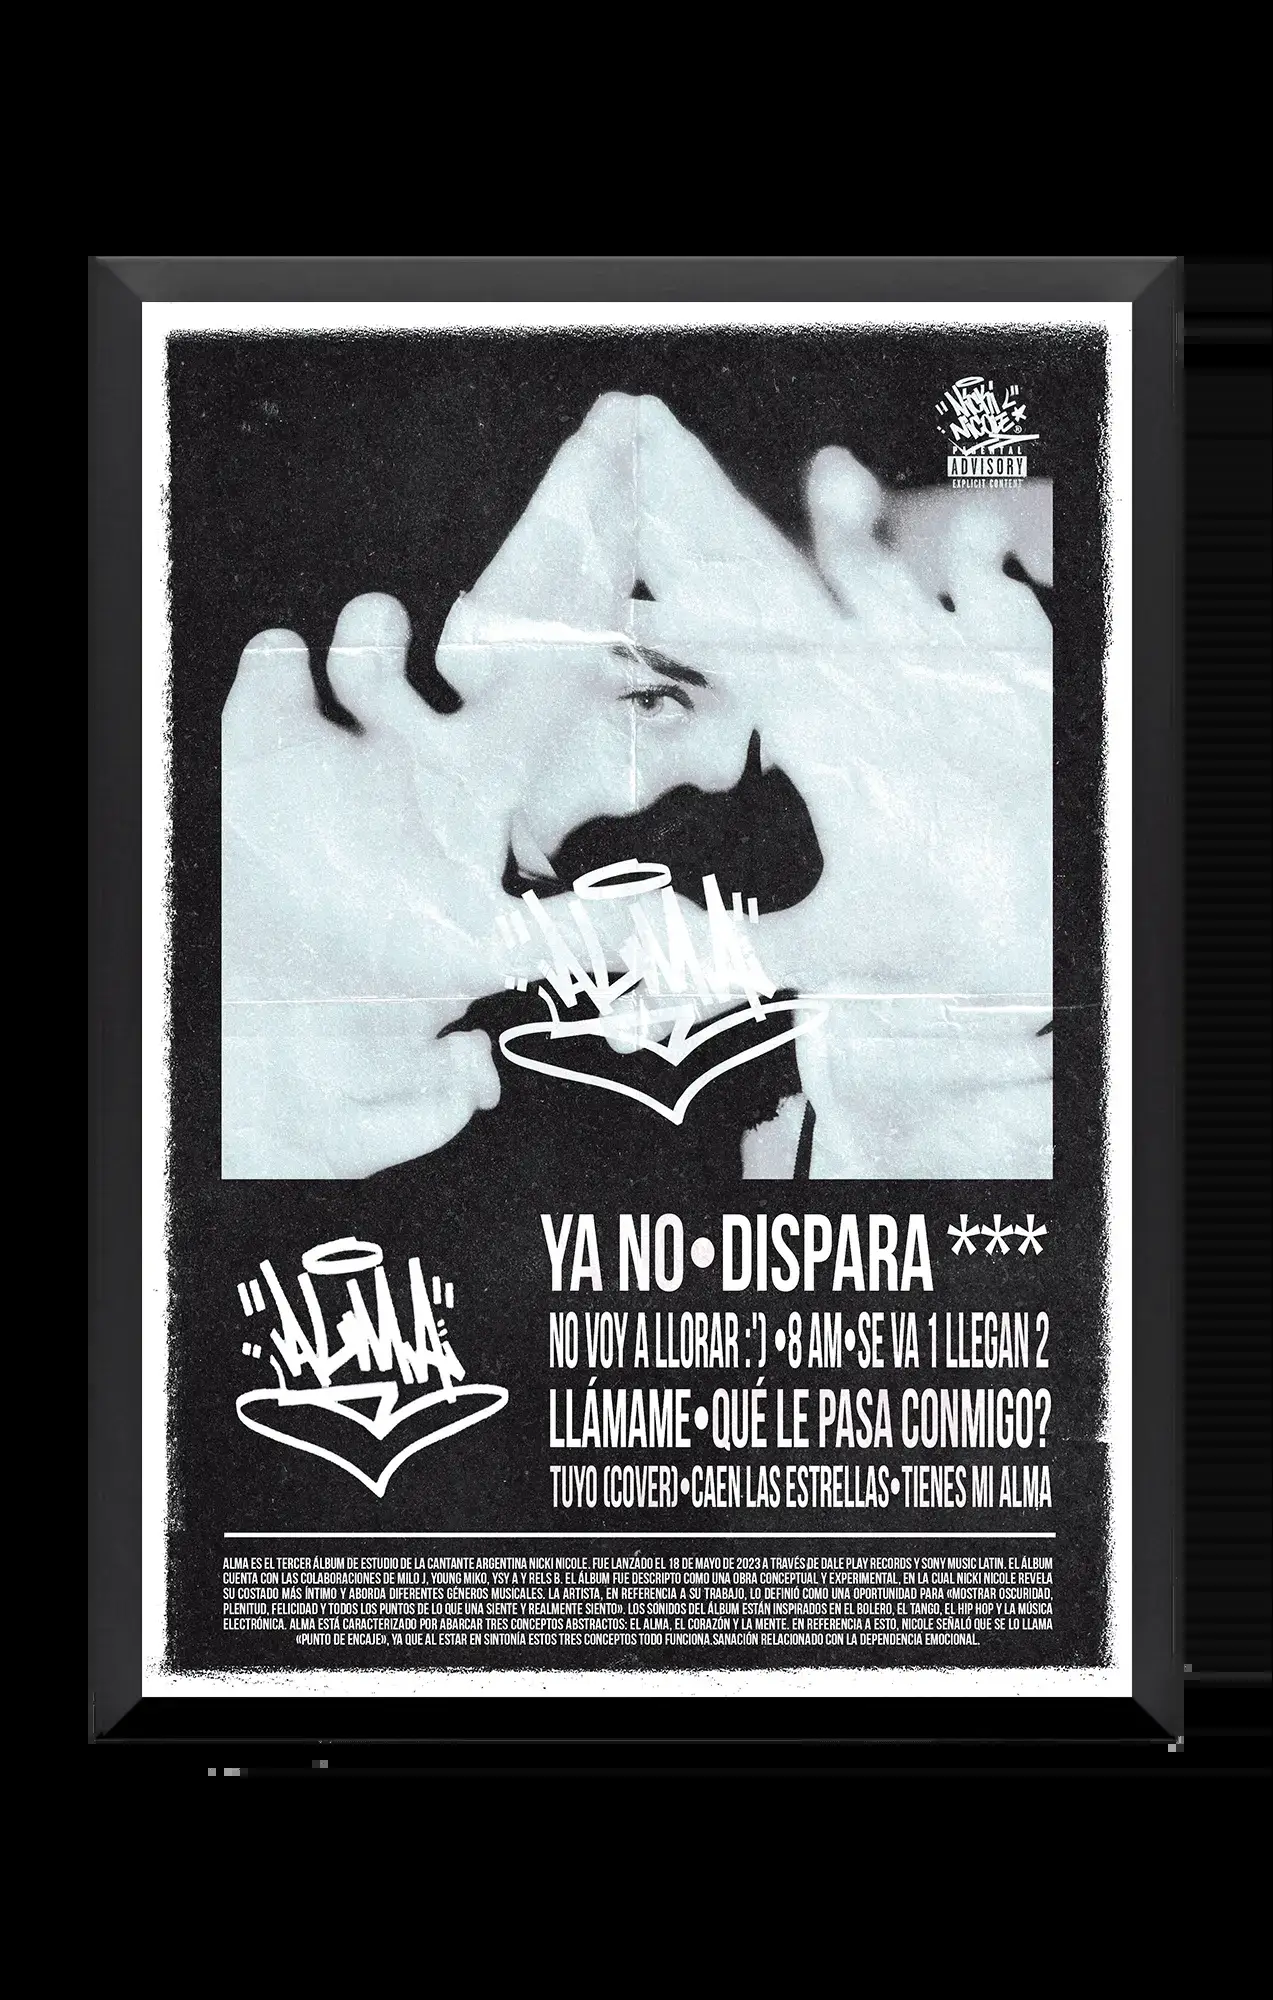 NICKI
NICOLE
PARENTAL
ADVISORY
EXPLICIT CONTENT
"ALMA"
YA NO•DISPARA ***
"ALMA"
NO VOY A LLORAR :') •8 AM•SE VA 1 LLEGAN 2
LLÁMAME•QUÉ LE PASA CONMIGO?
TUYO (COVER)•CAEN LAS ESTRELLAS•TIENES MI ALMA
ALMA ES EL TERCER ÁLBUM DE ESTUDIO DE LA CANTANTE ARGENTINA NICKI NICOLE. FUE LANZADO EL 18 DE MAYO DE 2023 A TRAVÉS DE DALE PLAY RECORDS Y SONY MUSIC LATIN. EL ÁLBUM
CUENTA CON LAS COLABORACIONES DE MILO J, YOUNG MIKO, YSY A Y RELS B. EL ÁLBUM FUE DESCRIPTO COMO UNA OBRA CONCEPTUAL Y EXPERIMENTAL, EN LA CUAL NICKI NICOLE REVELA
SU COSTADO MÁS ÍNTIMO Y ABORDA DIFERENTES GÉNEROS MUSICALES. LA ARTISTA, EN REFERENCIA A SU TRABAJO, LO DEFINIÓ COMO UNA OPORTUNIDAD PARA «MOSTRAR OSCURIDAD,
PLENITUD, FELICIDAD Y TODOS LOS PUNTOS DE LO QUE UNA SIENTE Y REALMENTE SIENTO». LOS SONIDOS DEL ÁLBUM ESTÁN INSPIRADOS EN EL BOLERO, EL TANGO, EL HIP HOP Y LA MÚSICA
ELECTRÓNICA. ALMA ESTÁ CARACTERIZADO POR ABARCAR TRES CONCEPTOS ABSTRACTOS: EL ALMA, EL CORAZÓN Y LA MENTE. EN REFERENCIA A ESTO, NICOLE SEÑALÓ QUE SE LO LLAMA
«PUNTO DE ENCAJE», YA QUE AL ESTAR EN SINTONÍA ESTOS TRES CONCEPTOS TODO FUNCIONA.SANACIÓN RELACIONADO CON LA DEPENDENCIA EMOCIONAL.